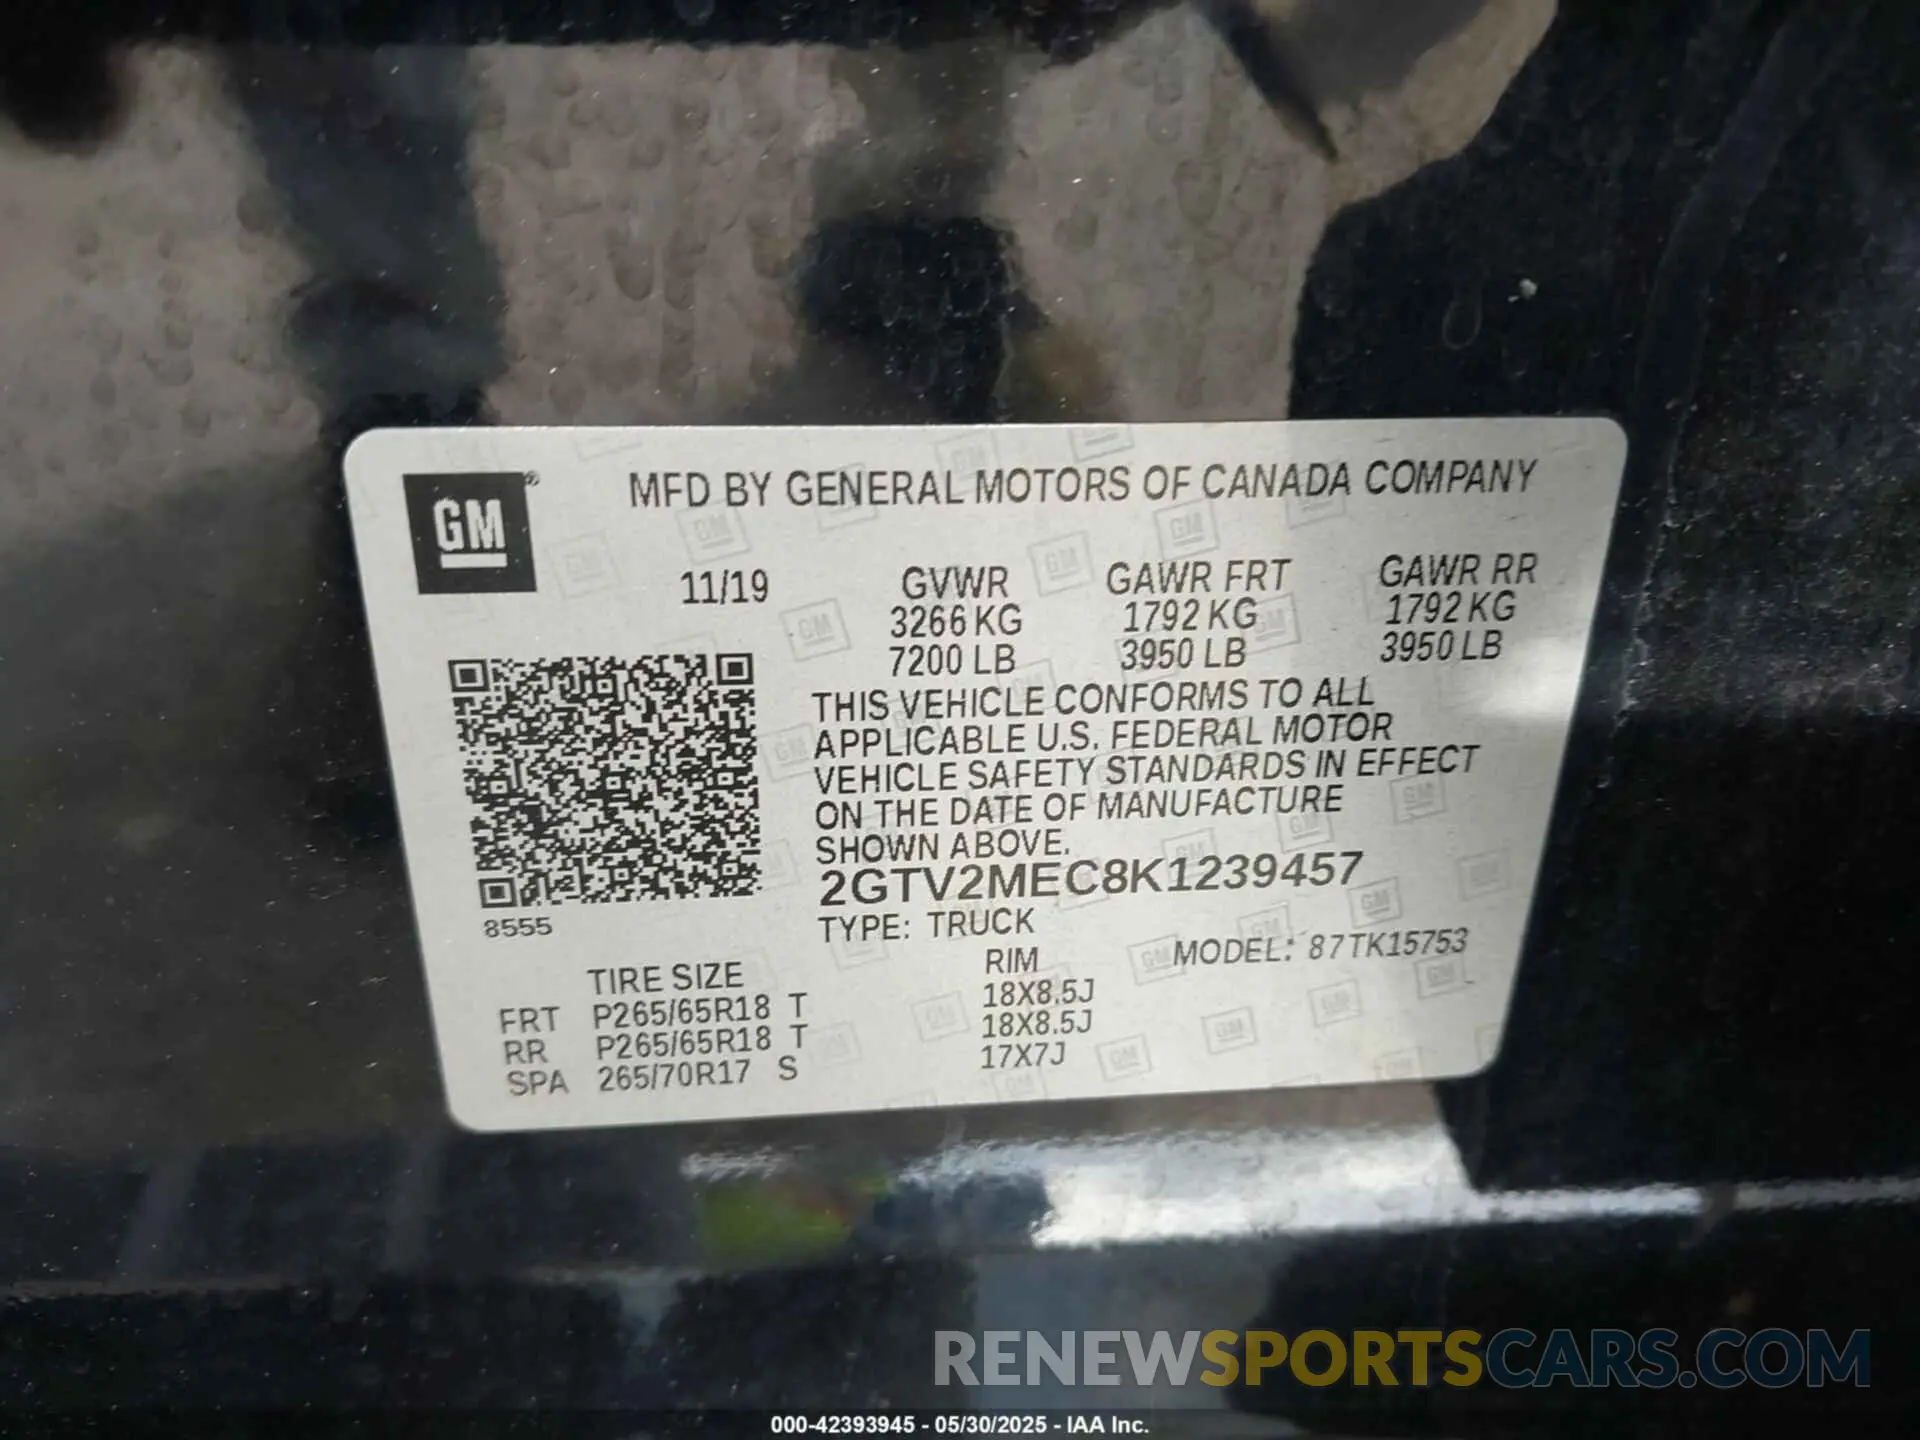 GM®
MFD BY GENERAL MOTORS OF CANADA COMPANY
11/19 GVWR GAWR FRT GAWR RR
3266 KG 1792 KG 1792 KG
7200 LB 3950 LB 3950 LB
THIS VEHICLE CONFORMS TO ALL
APPLICABLE U.S. FEDERAL MOTOR
VEHICLE SAFETY STANDARDS IN EFFECT
ON THE DATE OF MANUFACTURE
SHOWN ABOVE.
2GTV2MEC8K1239457
8555
TYPE: TRUCK
MODEL: 87TK15753
TIRE SIZE RIM
FRT P265/65R18 T 18X8.5J
RR P265/65R18 T 18X8.5J
SPA 265/70R17 S 17X7J
RENEWSPORTSCARS.COM
000-42393945 - 05/30/2025 - IAA Inc.